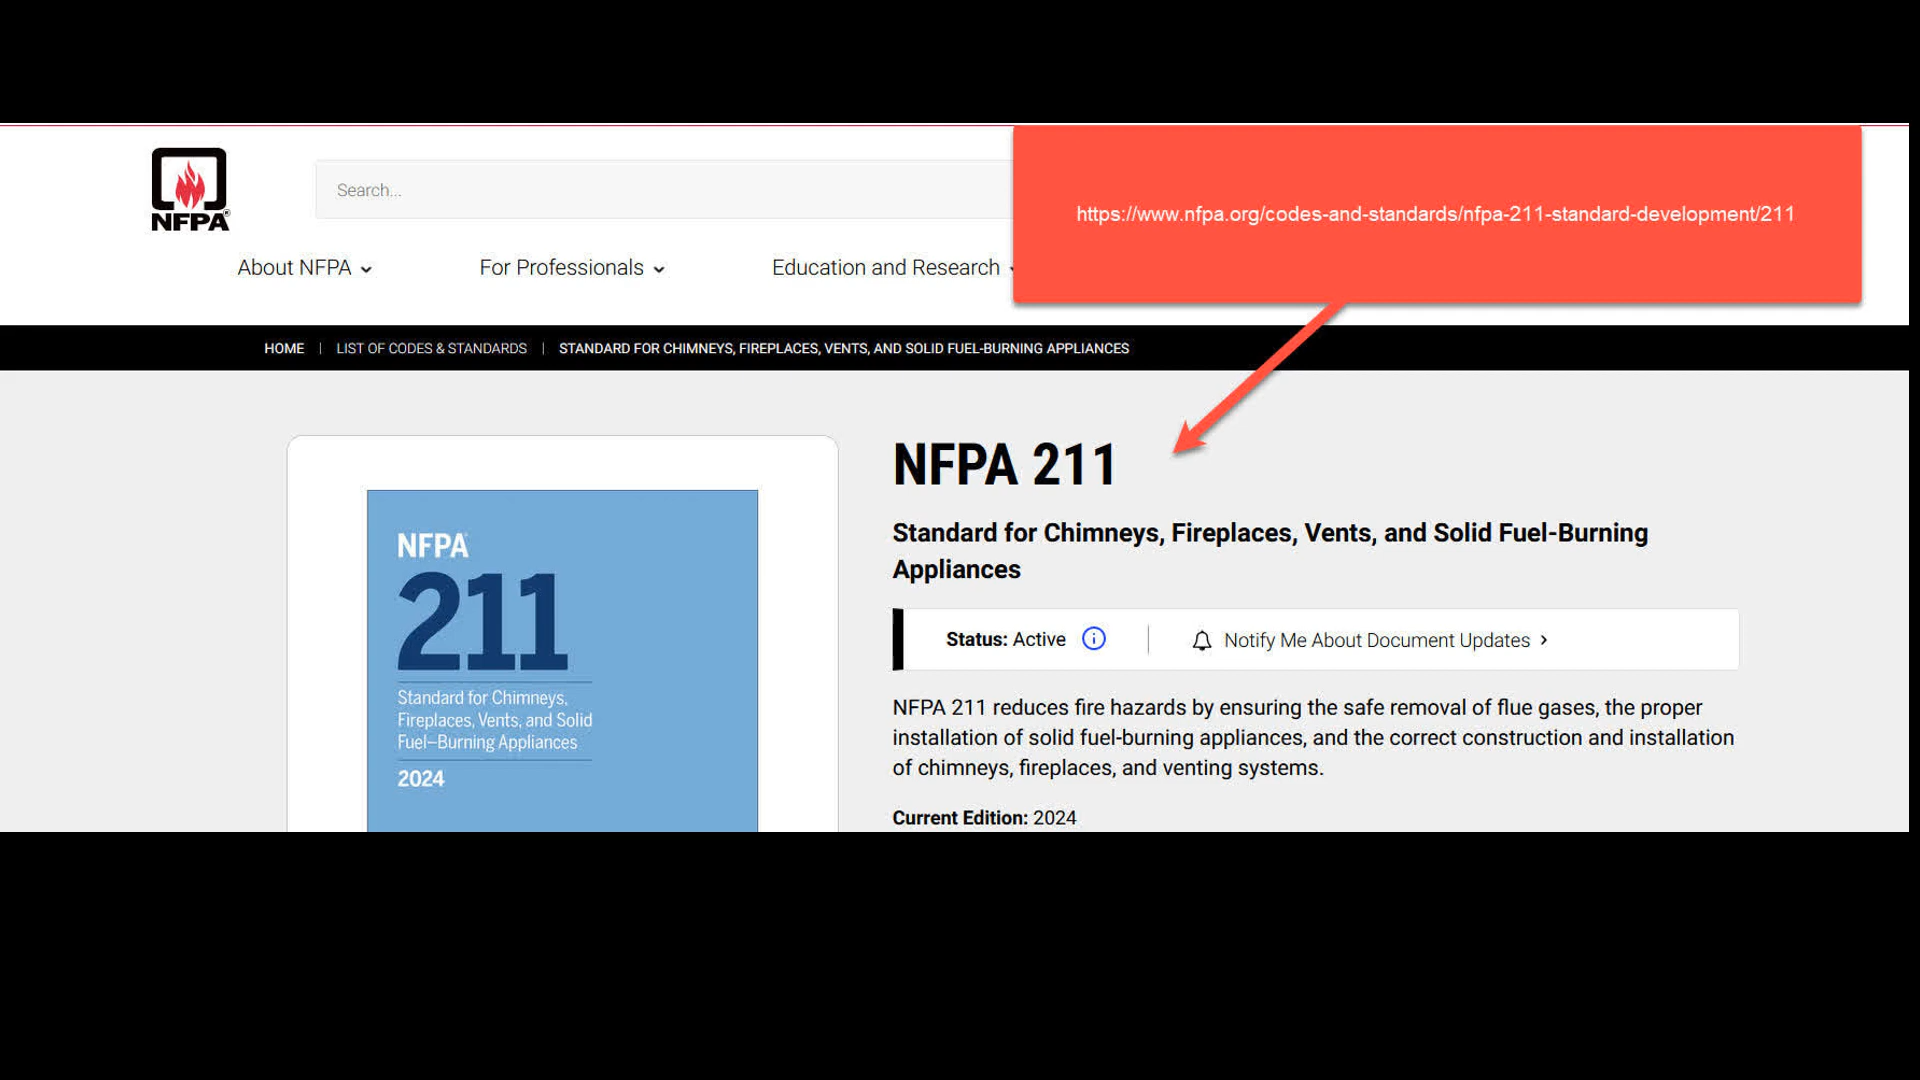 NFPA®
Search...
https://www.nfpa.org/codes-and-standards/nfpa-211-standard-development/211
About NFPA
For Professionals
Education and Research
HOME | LIST OF CODES & STANDARDS | STANDARD FOR CHIMNEYS, FIREPLACES, VENTS, AND SOLID FUEL-BURNING APPLIANCES
NFPA
211
Standard for Chimneys,
Fireplaces, Vents, and Solid
Fuel–Burning Appliances
2024
NFPA 211
Standard for Chimneys, Fireplaces, Vents, and Solid Fuel-Burning
Appliances
Status: Active
Notify Me About Document Updates
NFPA 211 reduces fire hazards by ensuring the safe removal of flue gases, the proper
installation of solid fuel-burning appliances, and the correct construction and installation
of chimneys, fireplaces, and venting systems.
Current Edition: 2024